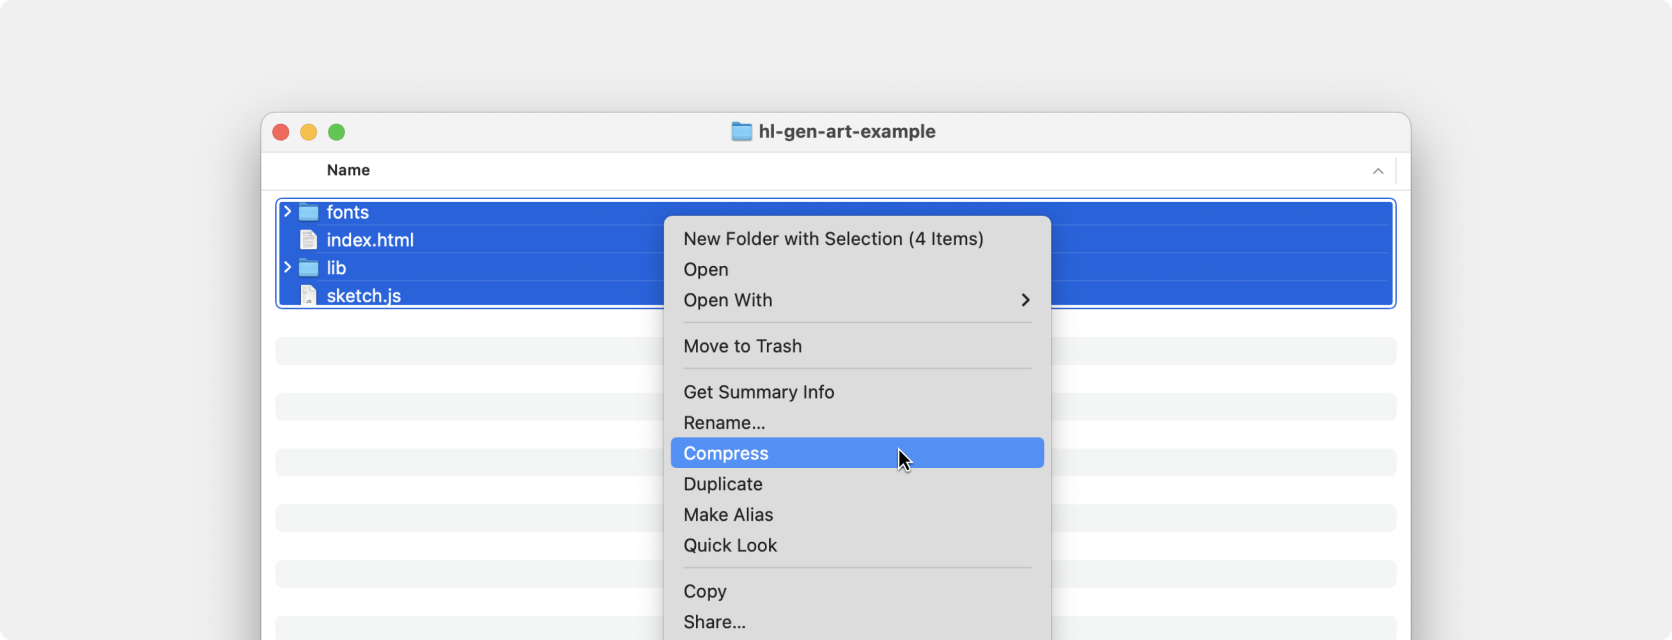 hl-gen-art-example
Name
fonts
index.html
lib
sketch.js
New Folder with Selection (4 Items)
Open
Open With
Move to Trash
Get Summary Info
Rename...
Compress
Duplicate
Make Alias
Quick Look
Copy
Share...